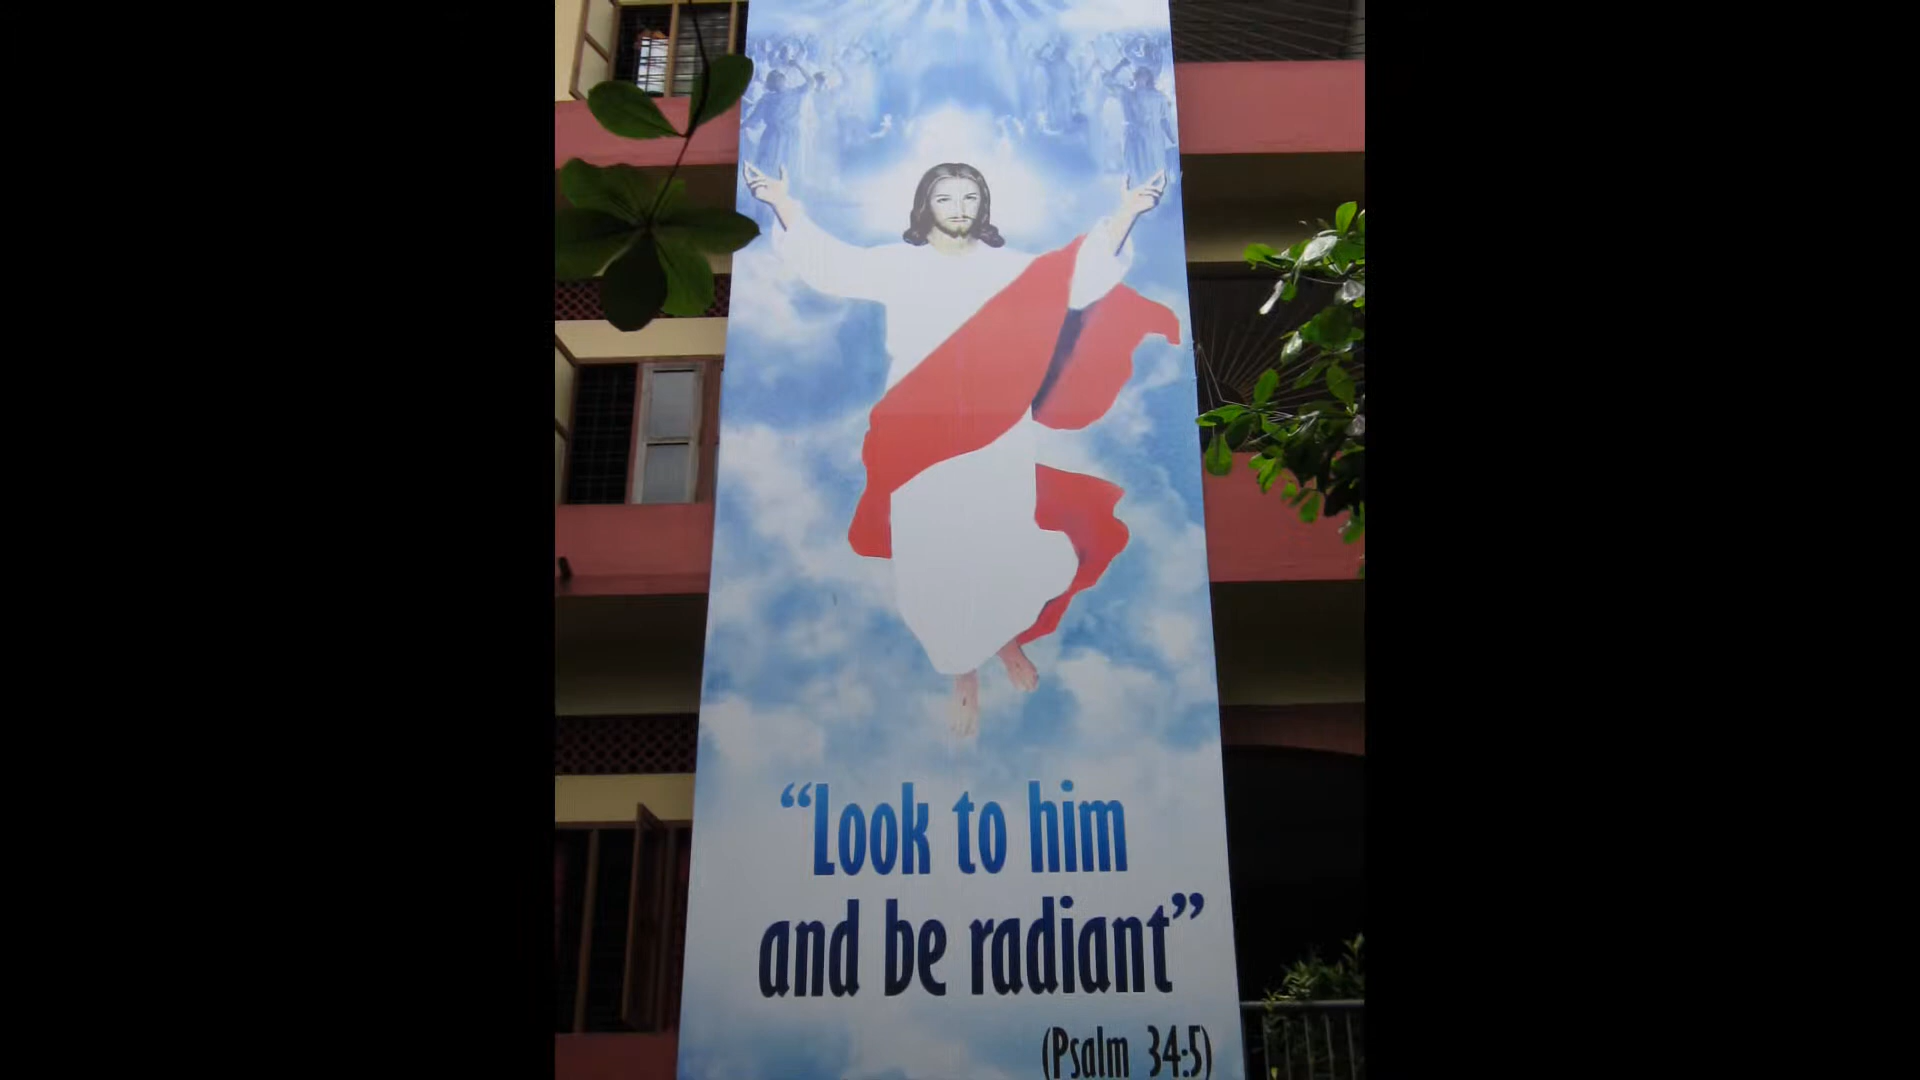 “Look to him
and be radiant”
(Psalm 34:5)